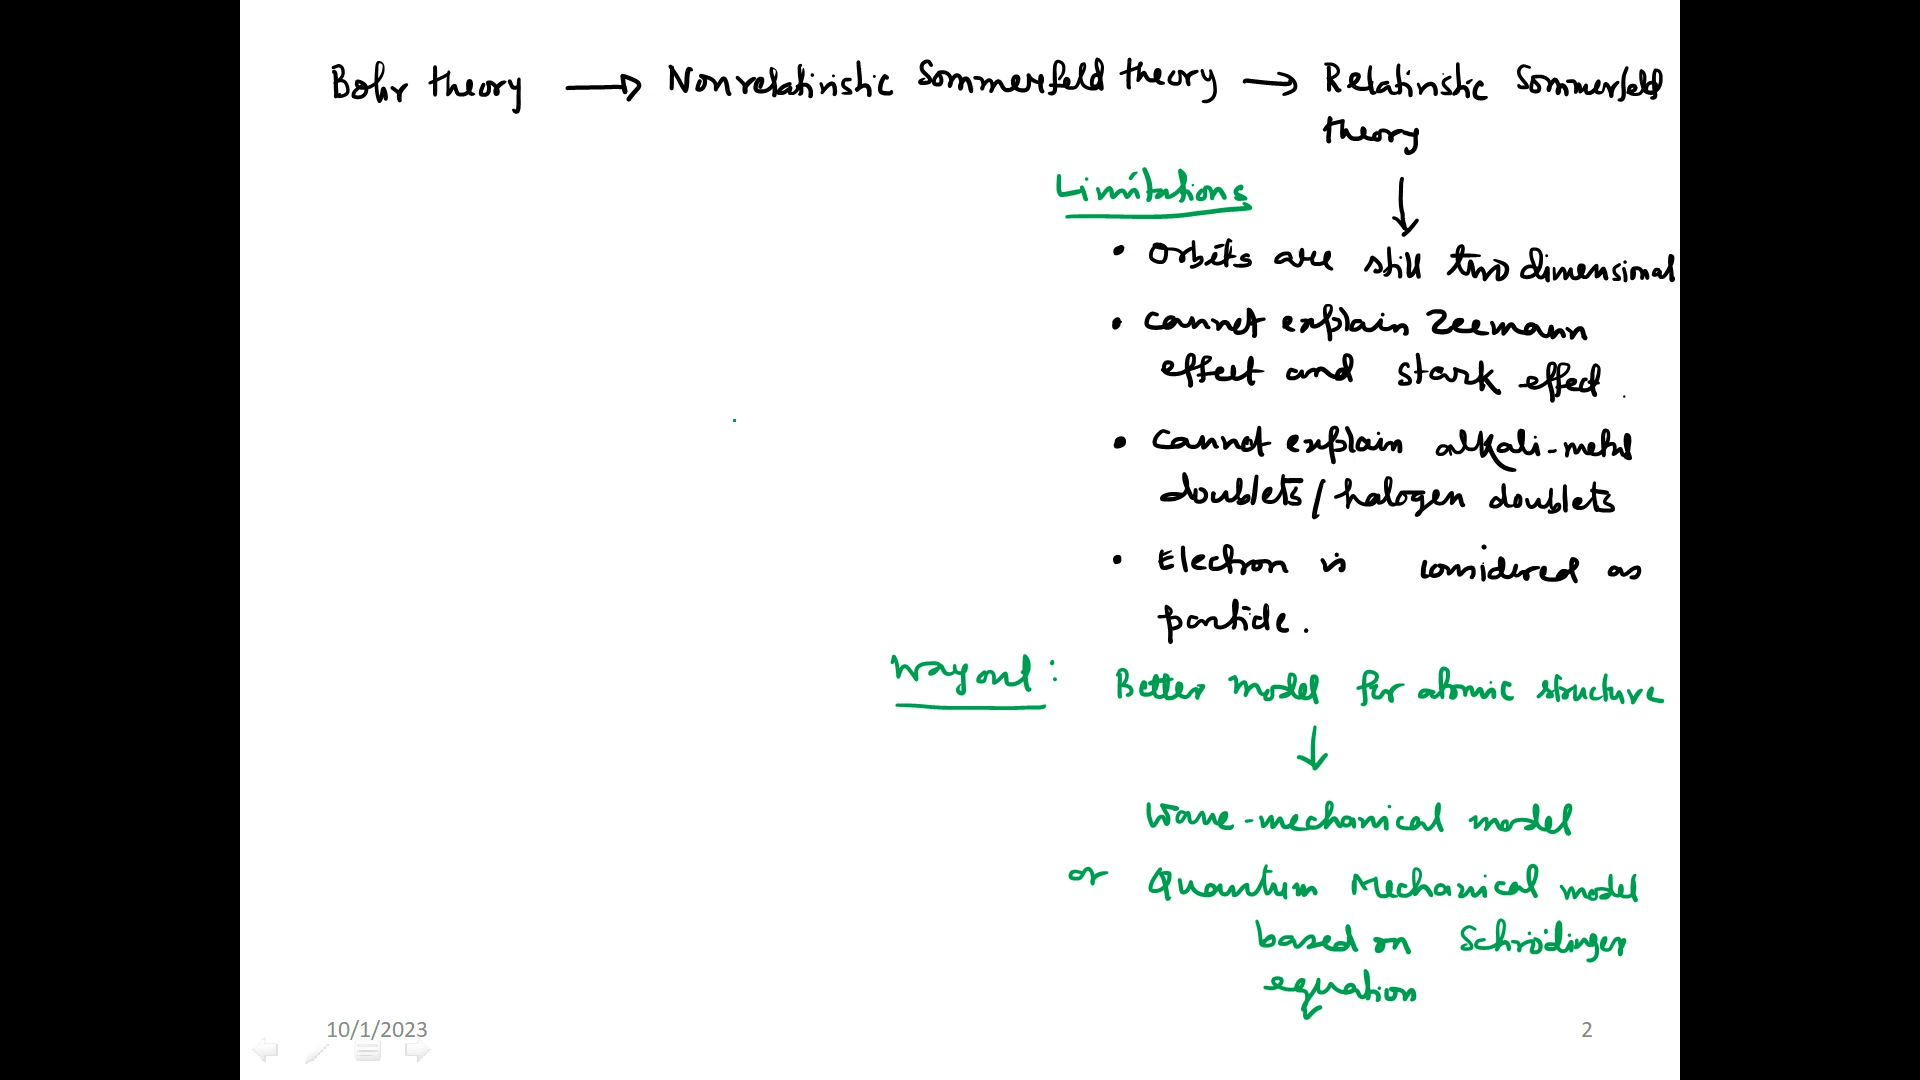 Bohr theory → Nonrelativistic Sommerfeld theory → Relativistic Sommerfeld
theory
↓
Limitations
• Orbits are still two dimensional
• cannot explain Zeemann
effect and stark effect.
• Cannot explain alkali-metal
doublets/halogen doublets
• Electron is considered as
particle.
Way out: Better model for atomic structure
↓
Wave-mechanical model
or Quantum Mechanical model
based on Schrödinger
equation
10/1/2023
2